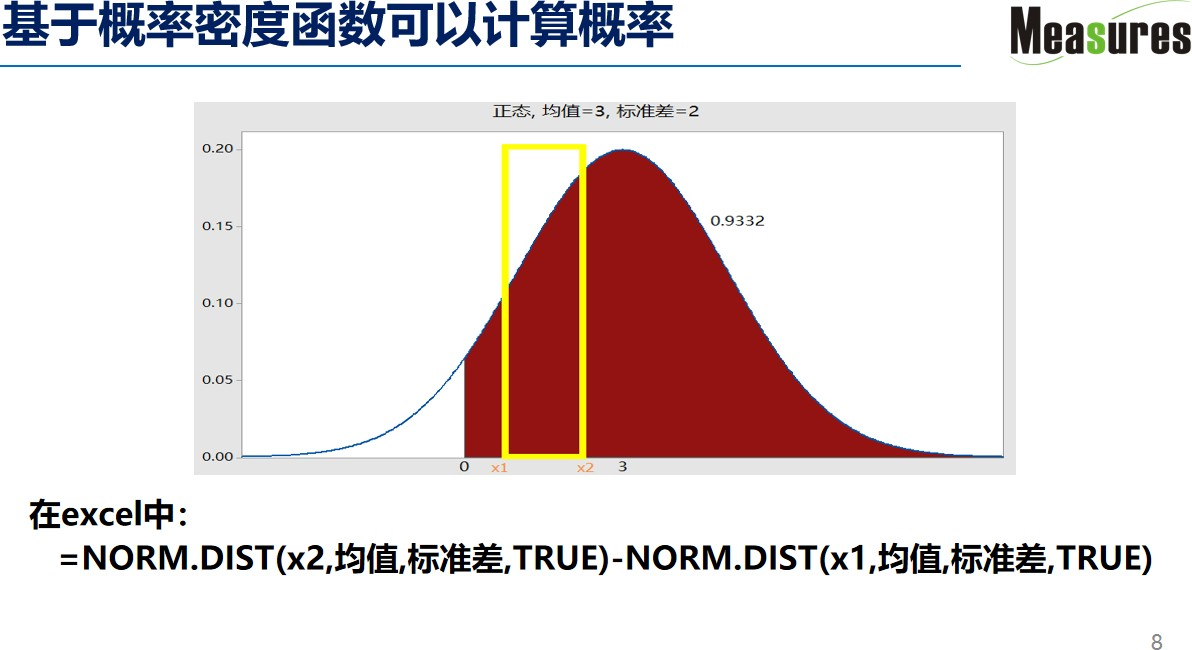 基于概率密度函数可以计算概率
Measures
正态, 均值=3, 标准差=2
0.20
0.15
0.10
0.05
0.00
0.9332
0 x1 x2 3
在excel中：
=NORM.DIST(x2,均值,标准差,TRUE)-NORM.DIST(x1,均值,标准差,TRUE)
8